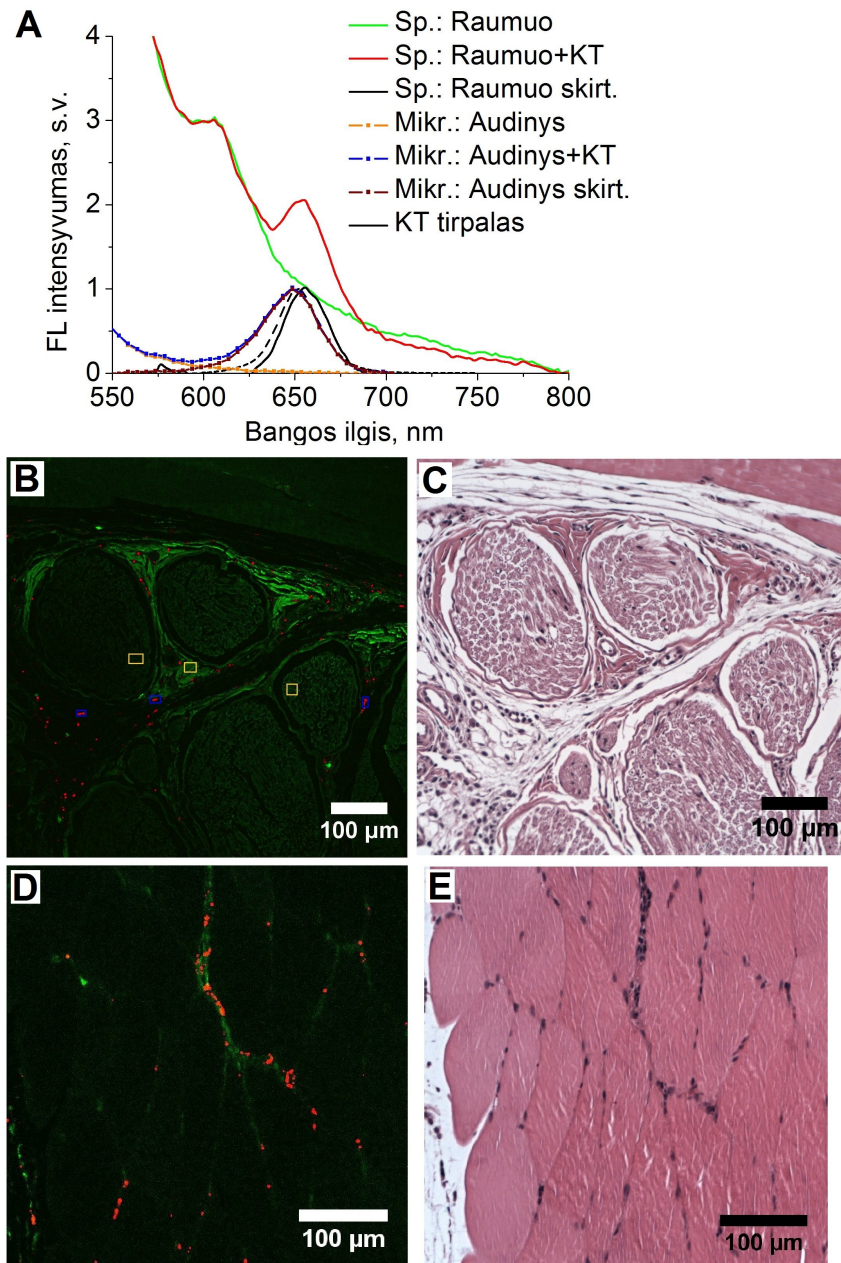 A
4
3
2
1
0
FL intensyvumas, s.v.
550 600 650 700 750 800
Bangos ilgis, nm
Sp.: Raumuo
Sp.: Raumuo+KT
Sp.: Raumuo skirt.
Mikr.: Audinys
Mikr.: Audinys+KT
Mikr.: Audinys skirt.
KT tirpalas
B
100 µm
C
100 µm
D
100 µm
E
100 µm